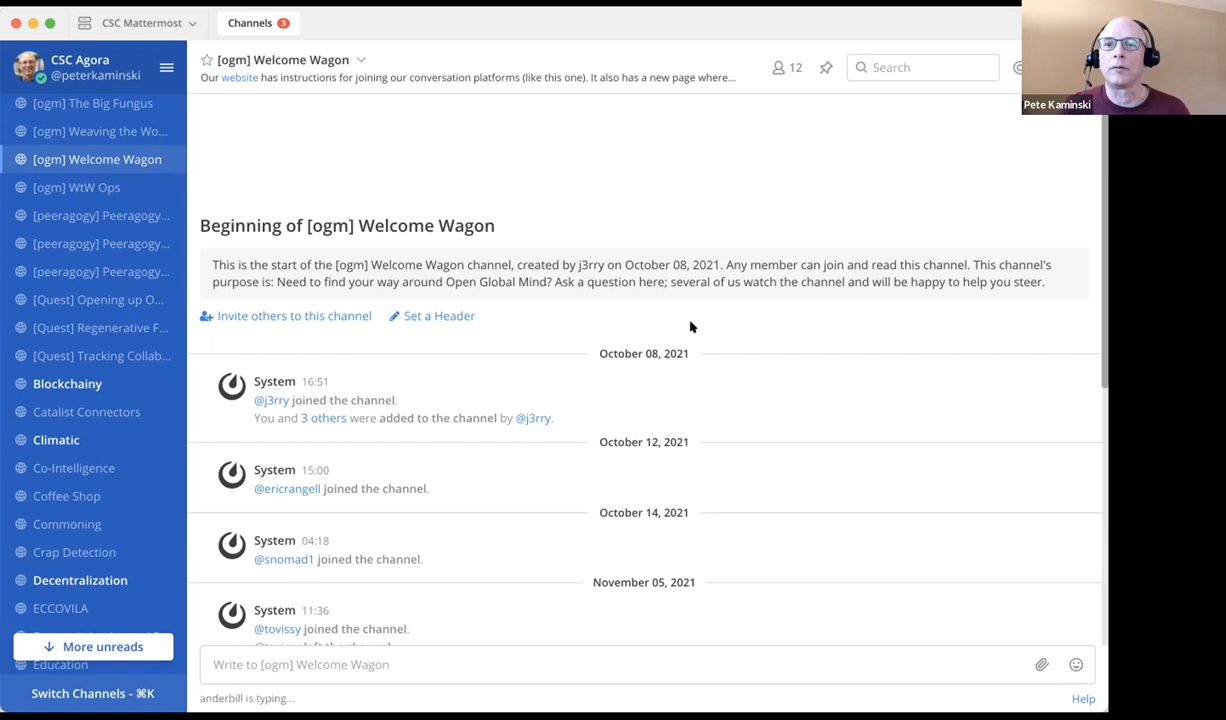 CSC Mattermost
Channels 3
CSC Agora
@peterkaminski
[ogm] The Big Fungus
[ogm] Weaving the Wo...
[ogm] Welcome Wagon
[ogm] WtW Ops
[peeragogy] Peeragogy...
[peeragogy] Peeragogy...
[peeragogy] Peeragogy...
[Quest] Opening up O...
[Quest] Regenerative F...
[Quest] Tracking Collab...
Blockchainy
Catalist Connectors
Climatic
Co-Intelligence
Coffee Shop
Commoning
Crap Detection
Decentralization
ECCOVILA
More unreads
Education
Switch Channels - ⌘K
[ogm] Welcome Wagon
Our website has instructions for joining our conversation platforms (like this one). It also has a new page where...
12
Search
Pete Kaminski
Beginning of [ogm] Welcome Wagon
This is the start of the [ogm] Welcome Wagon channel, created by j3rry on October 08, 2021. Any member can join and read this channel. This channel's
purpose is: Need to find your way around Open Global Mind? Ask a question here; several of us watch the channel and will be happy to help you steer.
Invite others to this channel Set a Header
October 08, 2021
System 16:51
@j3rry joined the channel.
You and 3 others were added to the channel by @j3rry.
October 12, 2021
System 15:00
@ericrangell joined the channel.
October 14, 2021
System 04:18
@snomad1 joined the channel.
November 05, 2021
System 11:36
@tovissy joined the channel.
Write to [ogm] Welcome Wagon
anderbill is typing...
Help